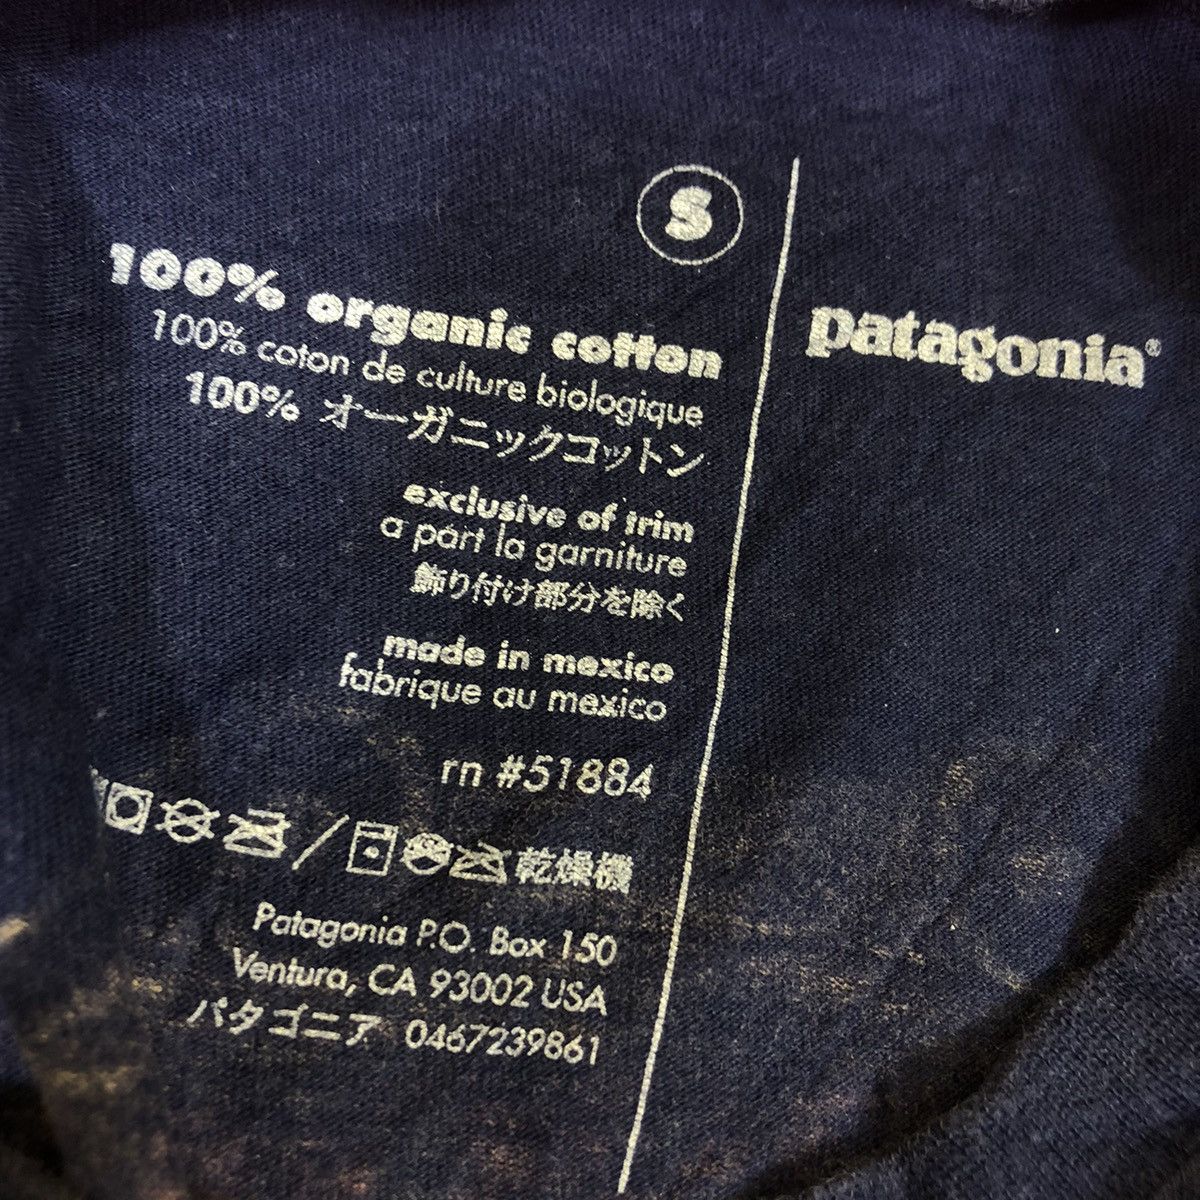 S
100% organic cotton
100% coton de culture biologique
100% オーガニックコットン
exclusive of trim
a part la garniture
飾り付け部分を除く
made in mexico
fabrique au mexico
rn #51884
乾燥機
Patagonia P.O. Box 150
Ventura, CA 93002 USA
パタゴニア 0467239861
patagonia®